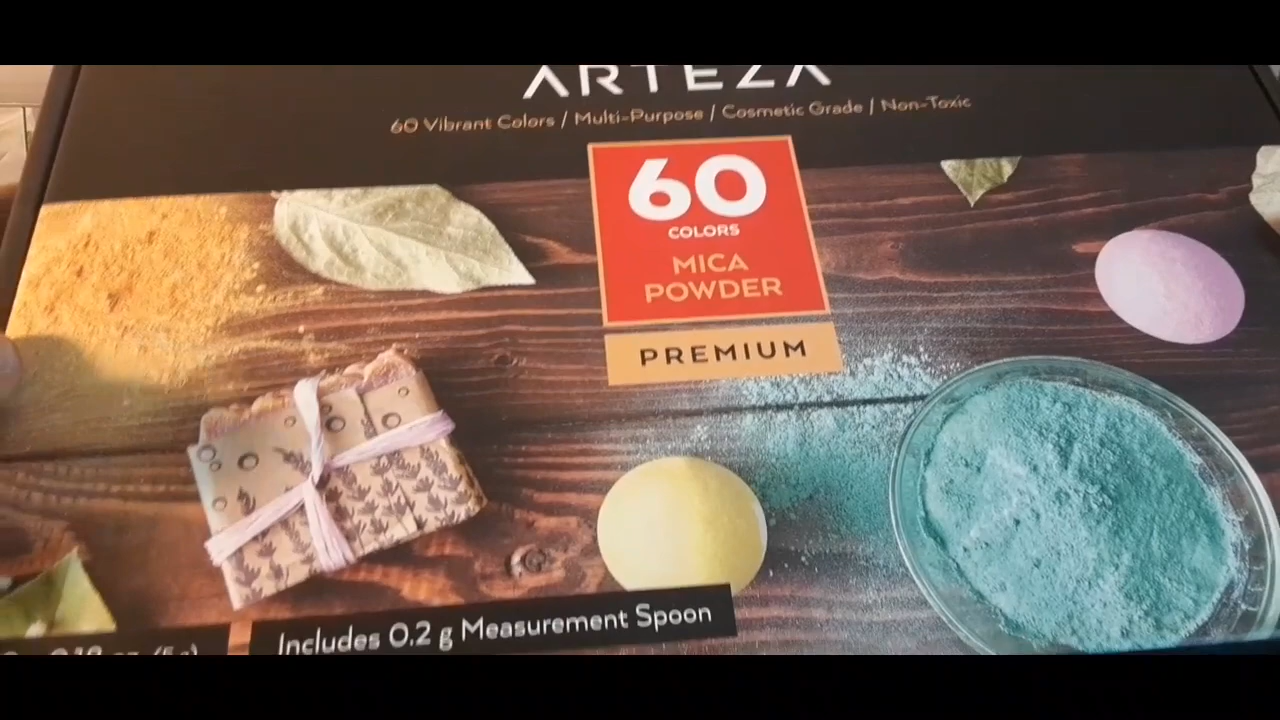 ARTEZA
60 Vibrant Colors / Multi-Purpose / Cosmetic Grade / Non-Toxic
60
COLORS
MICA
POWDER
PREMIUM
Includes 0.2 g Measurement Spoon